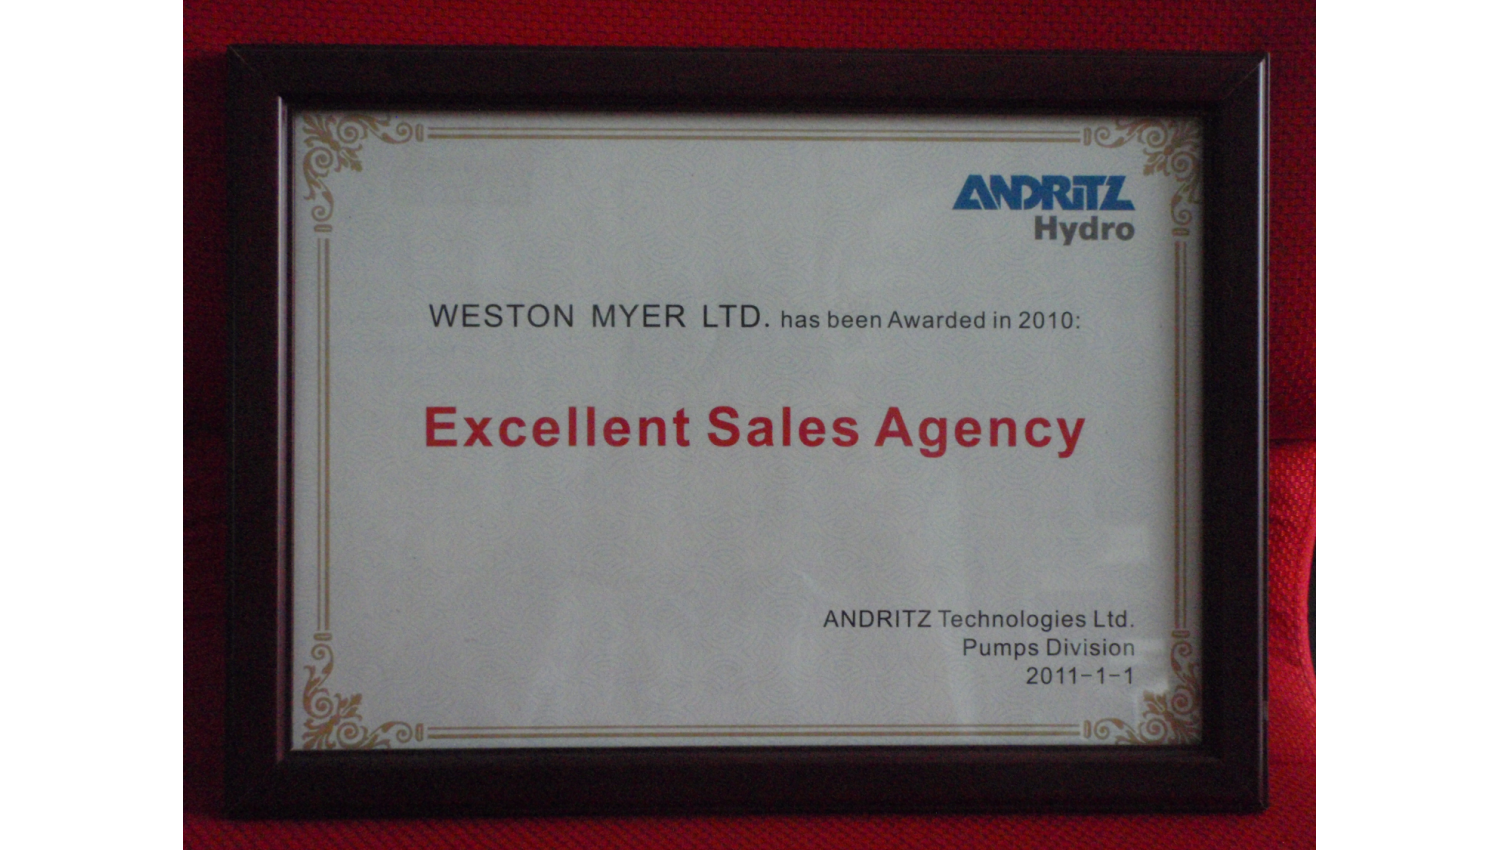 ANDRITZ
Hydro
WESTON MYER LTD. has been Awarded in 2010:
Excellent Sales Agency
ANDRITZ Technologies Ltd.
Pumps Division
2011-1-1